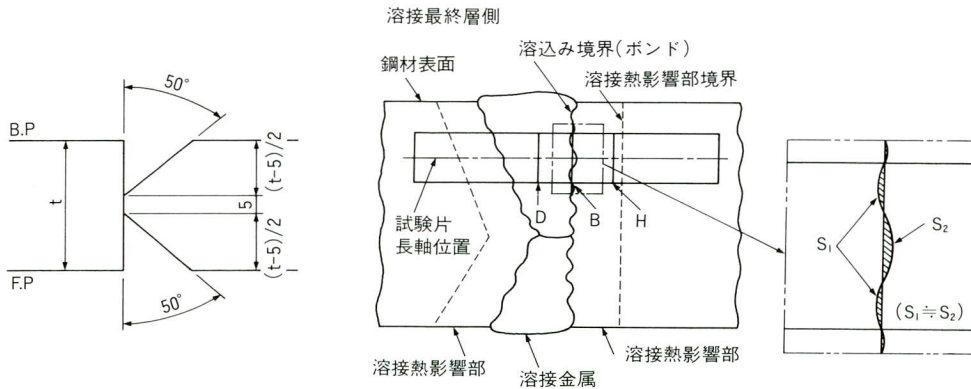 溶接最終層側
溶込み境界(ボンド)
鋼材表面
溶接熱影響部境界
50°
B.P
(t-5)/2
t
5
(t-5)/2
F.P
50°
試験片
長軸位置
D
B
H
S₁
S₂
(S₁≒S₂)
溶接熱影響部
溶接金属
溶接熱影響部